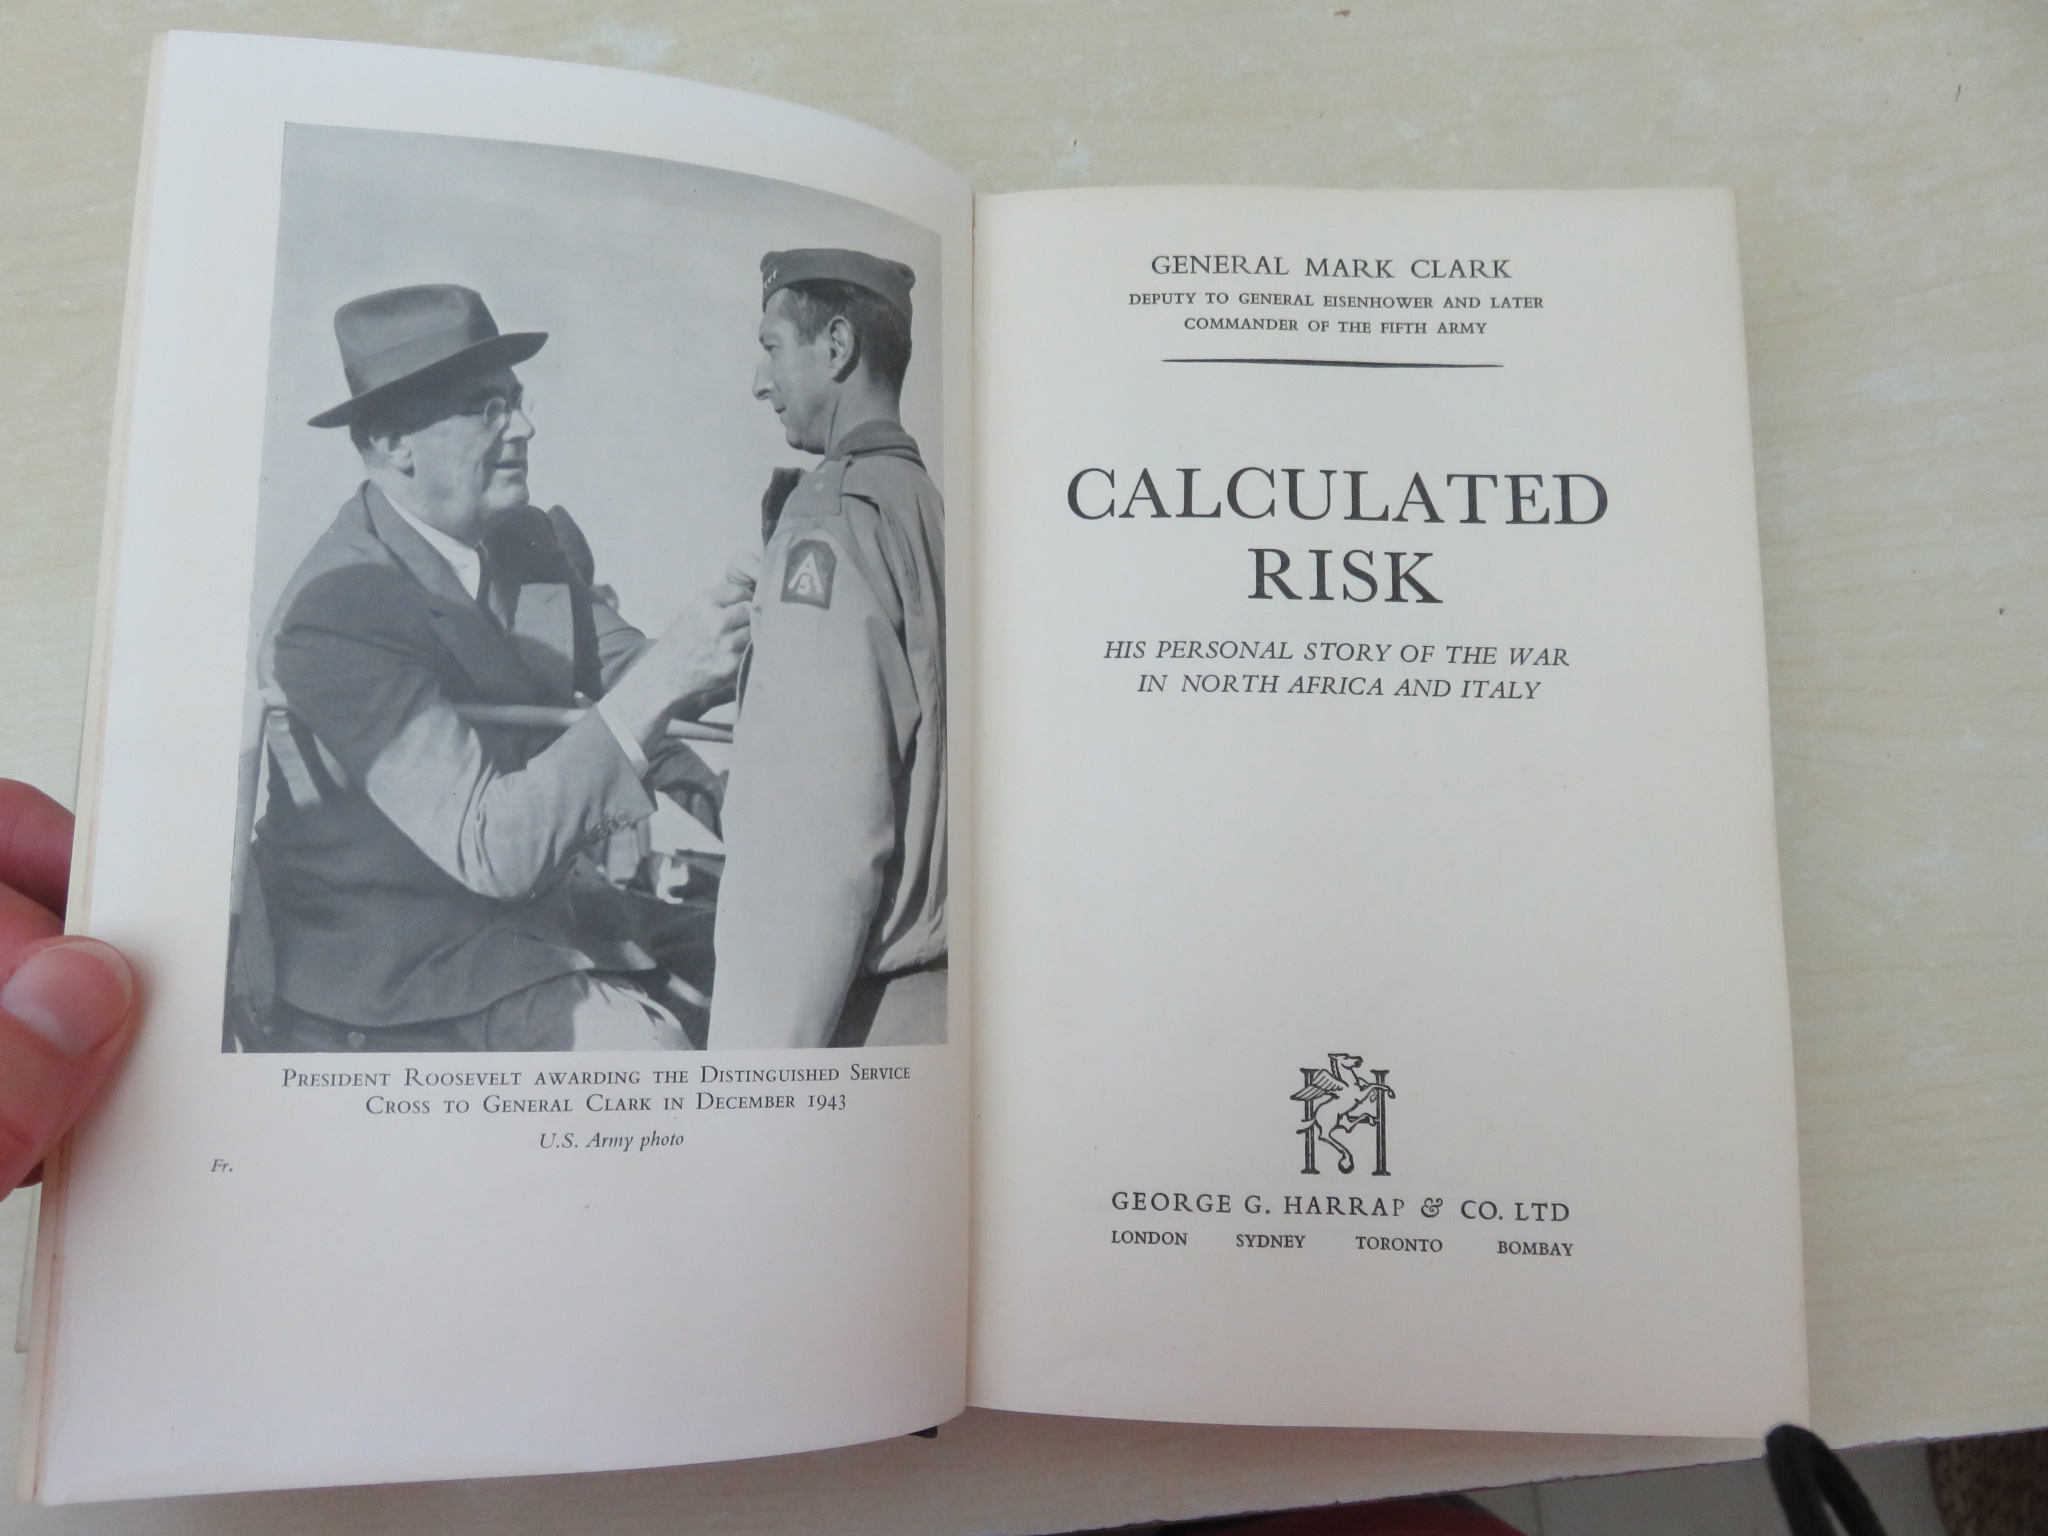 PRESIDENT ROOSEVELT AWARDING THE DISTINGUISHED SERVICE
CROSS TO GENERAL CLARK IN DECEMBER 1943
U.S. Army photo
Fr.
A
5
GENERAL MARK CLARK
DEPUTY TO GENERAL EISENHOWER AND LATER
COMMANDER OF THE FIFTH ARMY
CALCULATED
RISK
HIS PERSONAL STORY OF THE WAR
IN NORTH AFRICA AND ITALY
H
GEORGE G. HARRAP & CO. LTD
LONDON SYDNEY TORONTO BOMBAY